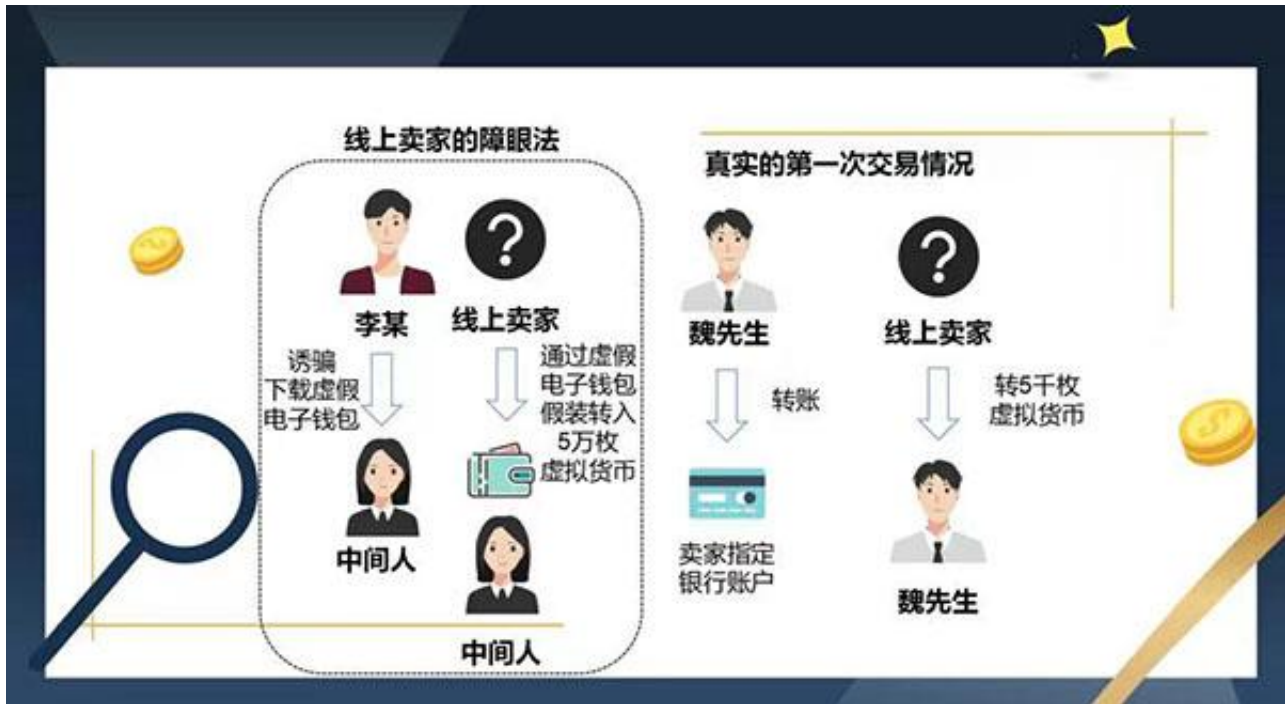 线上卖家的障眼法
李某
线上卖家
诱骗
下载虚假
电子钱包
通过虚假
电子钱包
假装转入
5万枚
虚拟货币
中间人
中间人
真实的第一次交易情况
魏先生
线上卖家
转账
转5千枚
虚拟货币
卖家指定
银行账户
魏先生